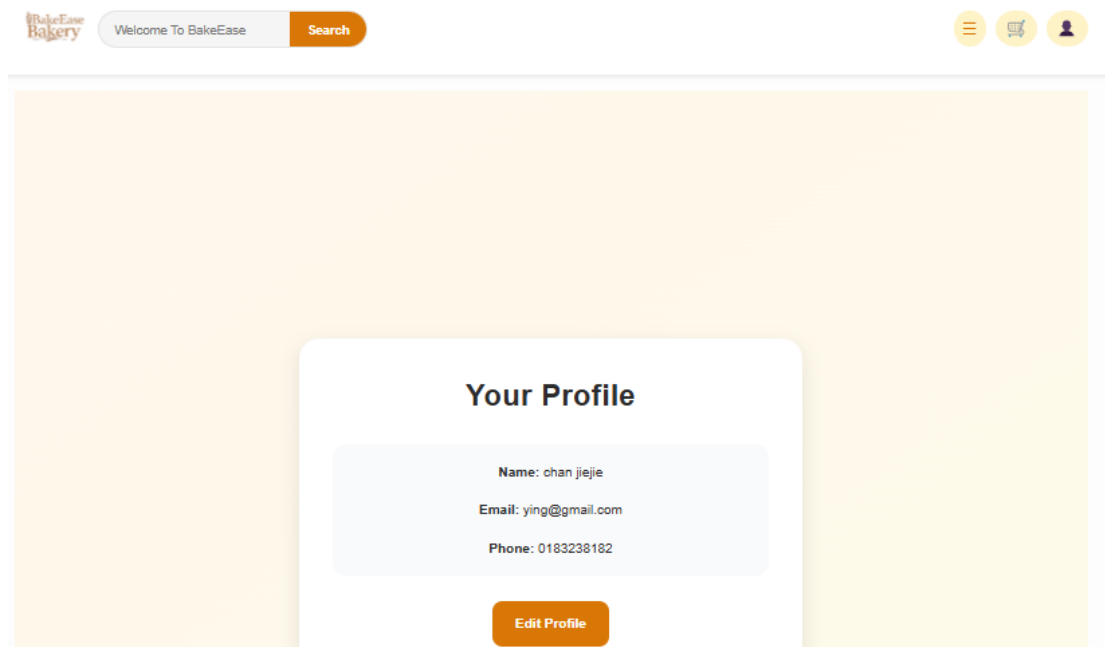 BakeEase
Bakery
Welcome To BakeEase
Search
Your Profile
Name: chan jiejie
Email: ying@gmail.com
Phone: 0183238182
Edit Profile